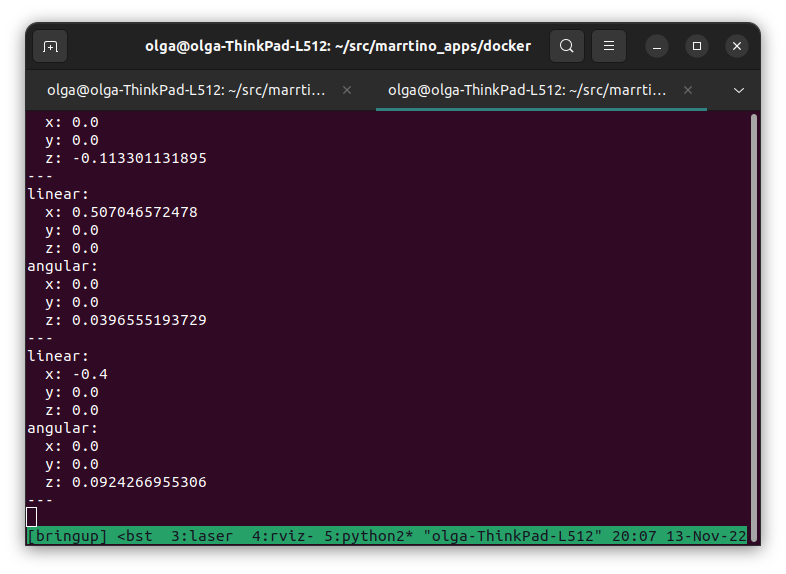 olga@olga-ThinkPad-L512: ~/src/marrtino_apps/docker
olga@olga-ThinkPad-L512: ~/src/marrti... olga@olga-ThinkPad-L512: ~/src/marrti...
x: 0.0
y: 0.0
z: -0.113301131895
---
linear:
x: 0.507046572478
y: 0.0
z: 0.0
angular:
x: 0.0
y: 0.0
z: 0.0396555193729
---
linear:
x: -0.4
y: 0.0
z: 0.0
angular:
x: 0.0
y: 0.0
z: 0.0924266955306
---
[bringup] <bst  3:laser  4:rviz- 5:python2* "olga-ThinkPad-L512" 20:07 13-Nov-22